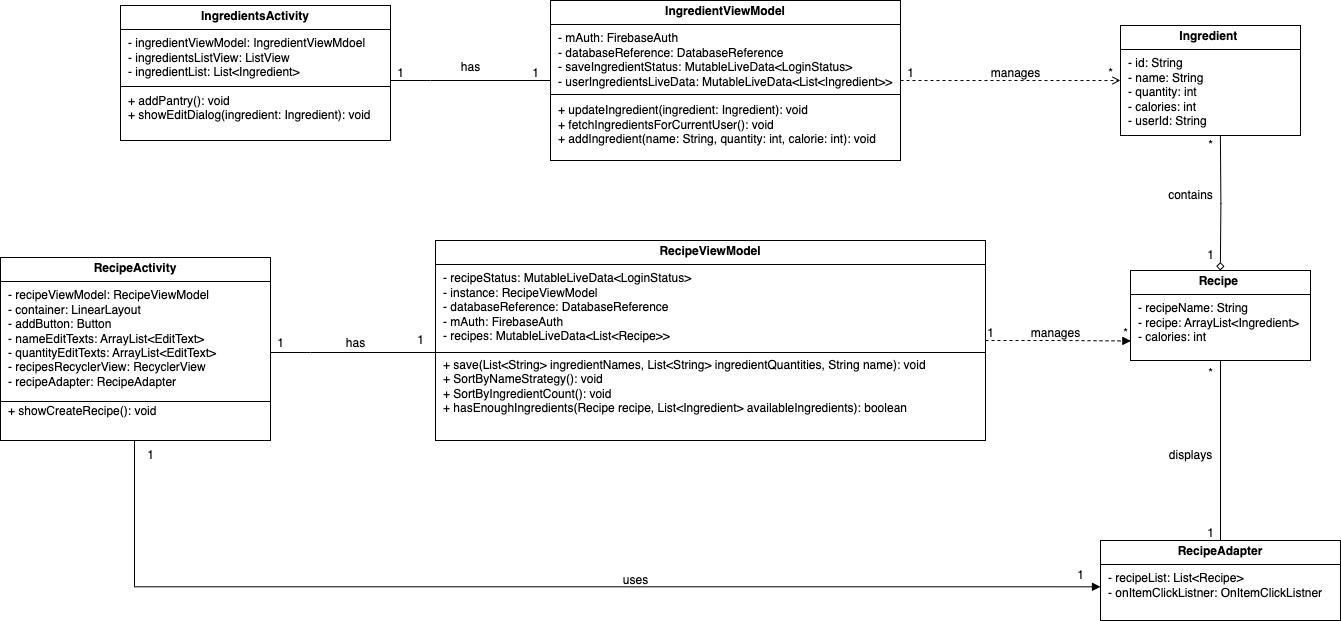 IngredientsActivity
- ingredientViewModel: IngredientViewMdoel
- ingredientsListView: ListView
- ingredientList: List<Ingredient>
+ addPantry(): void
+ showEditDialog(ingredient: Ingredient): void
1
has
1
IngredientViewModel
- mAuth: FirebaseAuth
- databaseReference: DatabaseReference
- saveIngredientStatus: MutableLiveData<LoginStatus>
- userIngredientsLiveData: MutableLiveData<List<Ingredient>>
+ updateIngredient(ingredient: Ingredient): void
+ fetchIngredientsForCurrentUser(): void
+ addIngredient(name: String, quantity: int, calorie: int): void
1
manages
*
Ingredient
- id: String
- name: String
- quantity: int
- calories: int
- userId: String
*
contains
1
RecipeActivity
- recipeViewModel: RecipeViewModel
- container: LinearLayout
- addButton: Button
- nameEditTexts: ArrayList<EditText>
- quantityEditTexts: ArrayList<EditText>
- recipesRecyclerView: RecyclerView
- recipeAdapter: RecipeAdapter
+ showCreateRecipe(): void
1
has
1
RecipeViewModel
- recipeStatus: MutableLiveData<LoginStatus>
- instance: RecipeViewModel
- databaseReference: DatabaseReference
- mAuth: FirebaseAuth
- recipes: MutableLiveData<List<Recipe>>
+ save(List<String> ingredientNames, List<String> ingredientQuantities, String name): void
+ SortByNameStrategy(): void
+ SortByIngredientCount(): void
+ hasEnoughIngredients(Recipe recipe, List<Ingredient> availableIngredients): boolean
1
manages
*
Recipe
- recipeName: String
- recipe: ArrayList<Ingredient>
- calories: int
*
displays
1
1
uses
1
RecipeAdapter
- recipeList: List<Recipe>
- onItemClickListner: OnItemClickListner